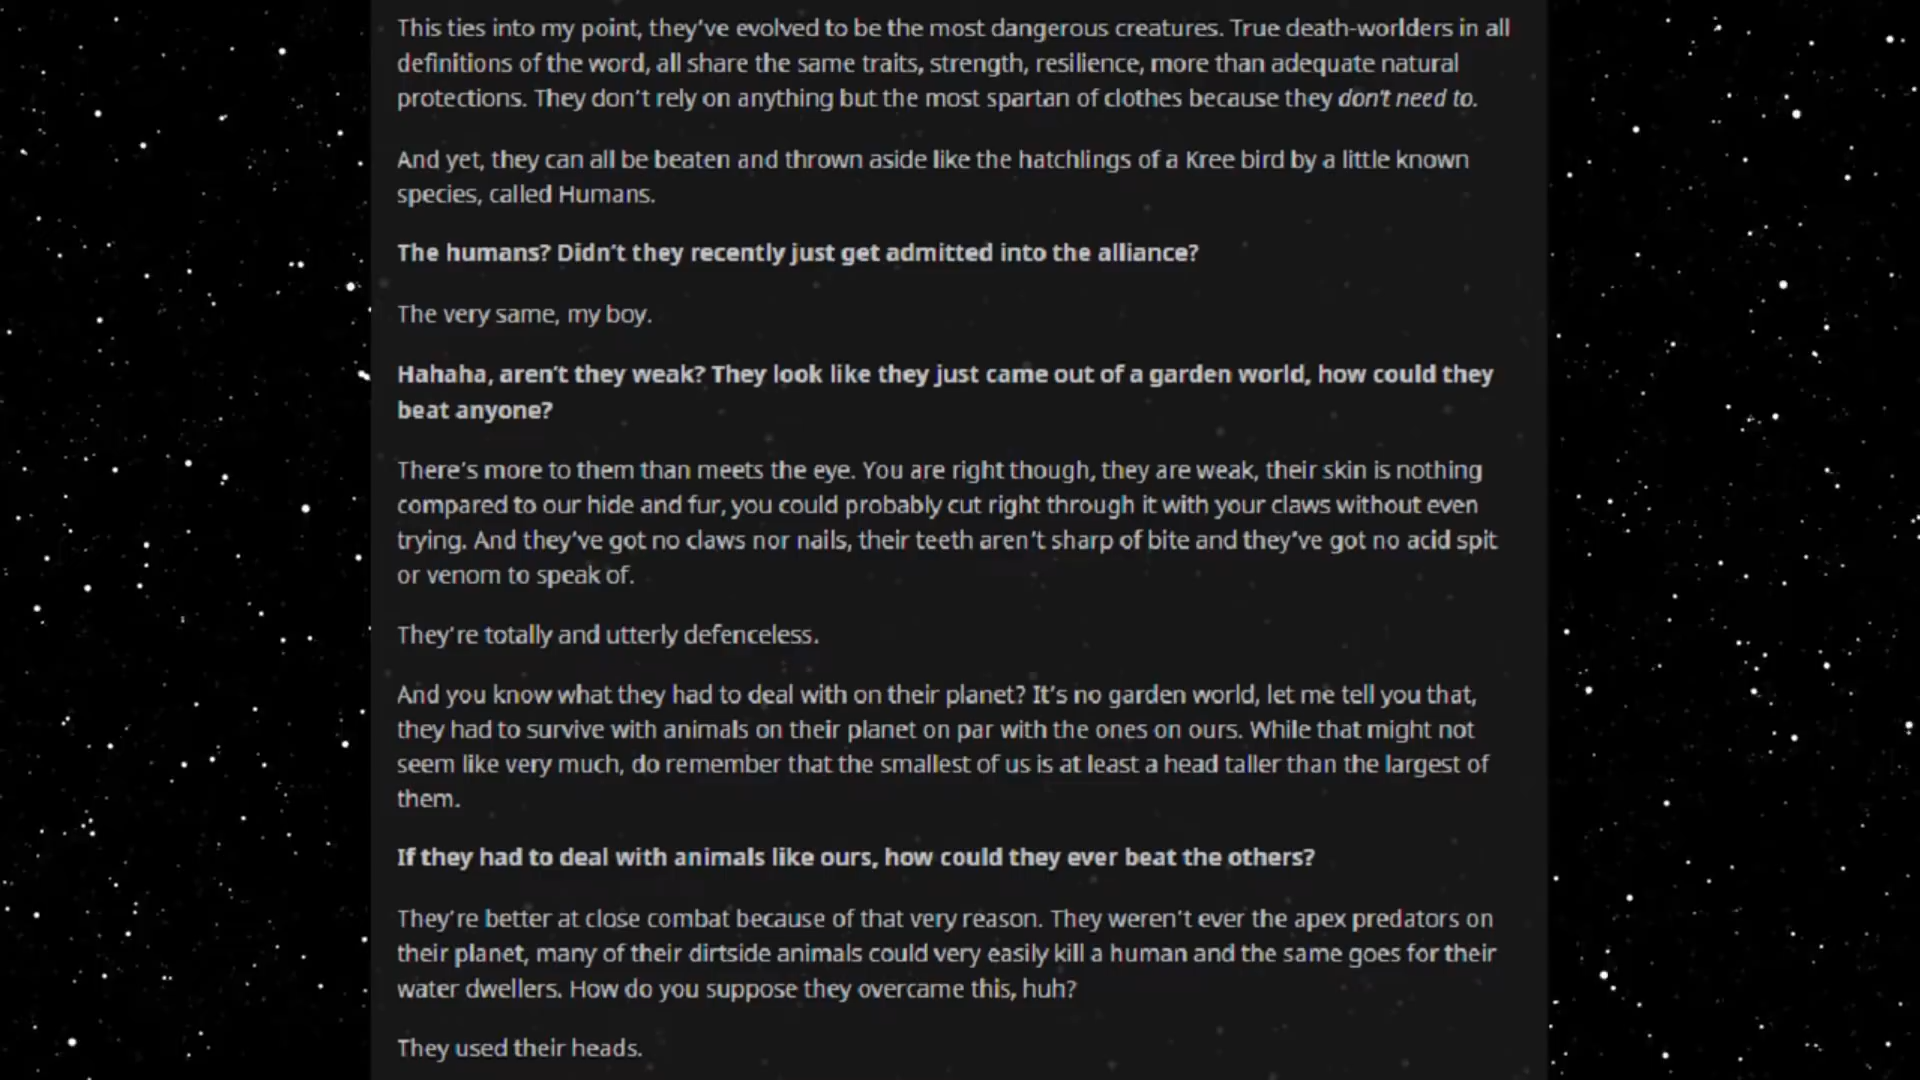 This ties into my point, they've evolved to be the most dangerous creatures. True death-worlders in all
definitions of the word, all share the same traits, strength, resilience, more than adequate natural
protections. They don't rely on anything but the most spartan of clothes because they don't need to.
And yet, they can all be beaten and thrown aside like the hatchlings of a Kree bird by a little known
species, called Humans.
The humans? Didn't they recently just get admitted into the alliance?
The very same, my boy.
Hahaha, aren't they weak? They look like they just came out of a garden world, how could they
beat anyone?
There's more to them than meets the eye. You are right though, they are weak, their skin is nothing
compared to our hide and fur, you could probably cut right through it with your claws without even
trying. And they've got no claws nor nails, their teeth aren't sharp of bite and they've got no acid spit
or venom to speak of.
They're totally and utterly defenceless.
And you know what they had to deal with on their planet? It's no garden world, let me tell you that,
they had to survive with animals on their planet on par with the ones on ours. While that might not
seem like very much, do remember that the smallest of us is at least a head taller than the largest of
them.
If they had to deal with animals like ours, how could they ever beat the others?
They're better at close combat because of that very reason. They weren't ever the apex predators on
their planet, many of their dirtside animals could very easily kill a human and the same goes for their
water dwellers. How do you suppose they overcame this, huh?
They used their heads.